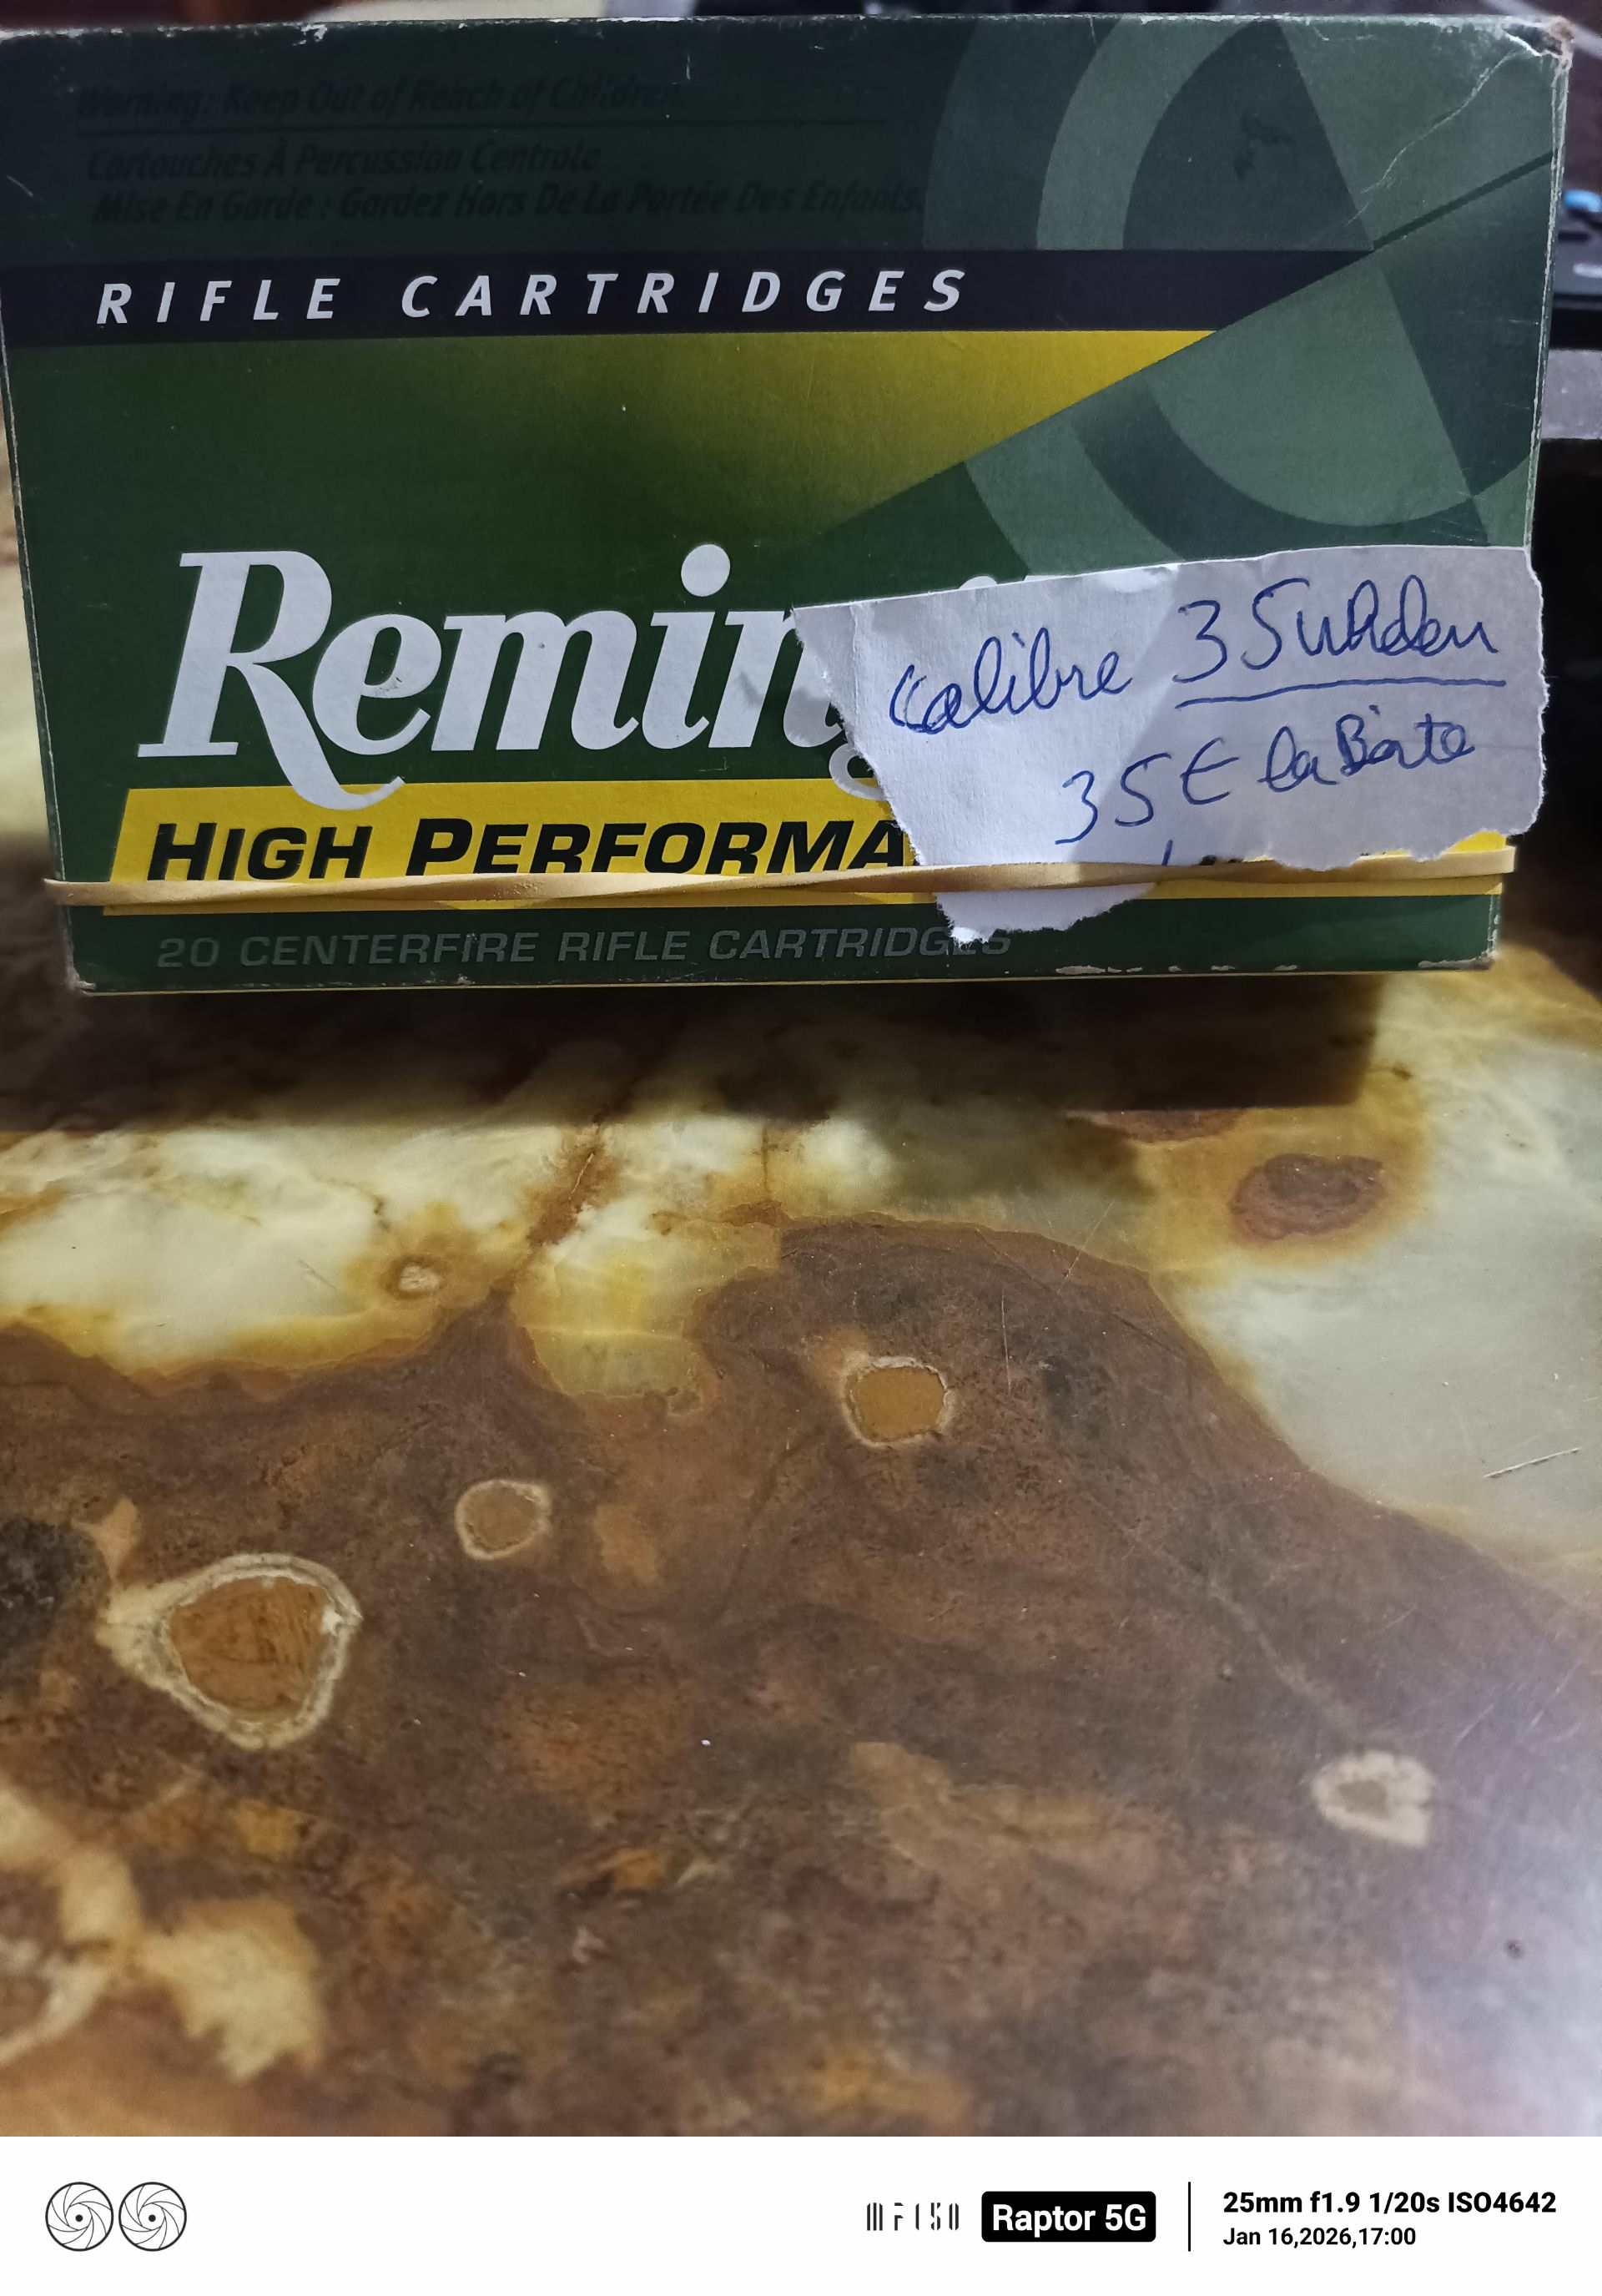 Warning: Keep Out of Reach of Children.
Cartouches À Percussion Centrale
Mise En Garde : Gardez Hors De La Portée Des Enfants.
RIFLE CARTRIDGES
Reming
calibre 35
35 € la Boite
HIGH PERFORMA
20 CENTERFIRE RIFLE CARTRIDGES
Raptor 5G
25mm f1.9 1/20s ISO4642
Jan 16,2026,17:00